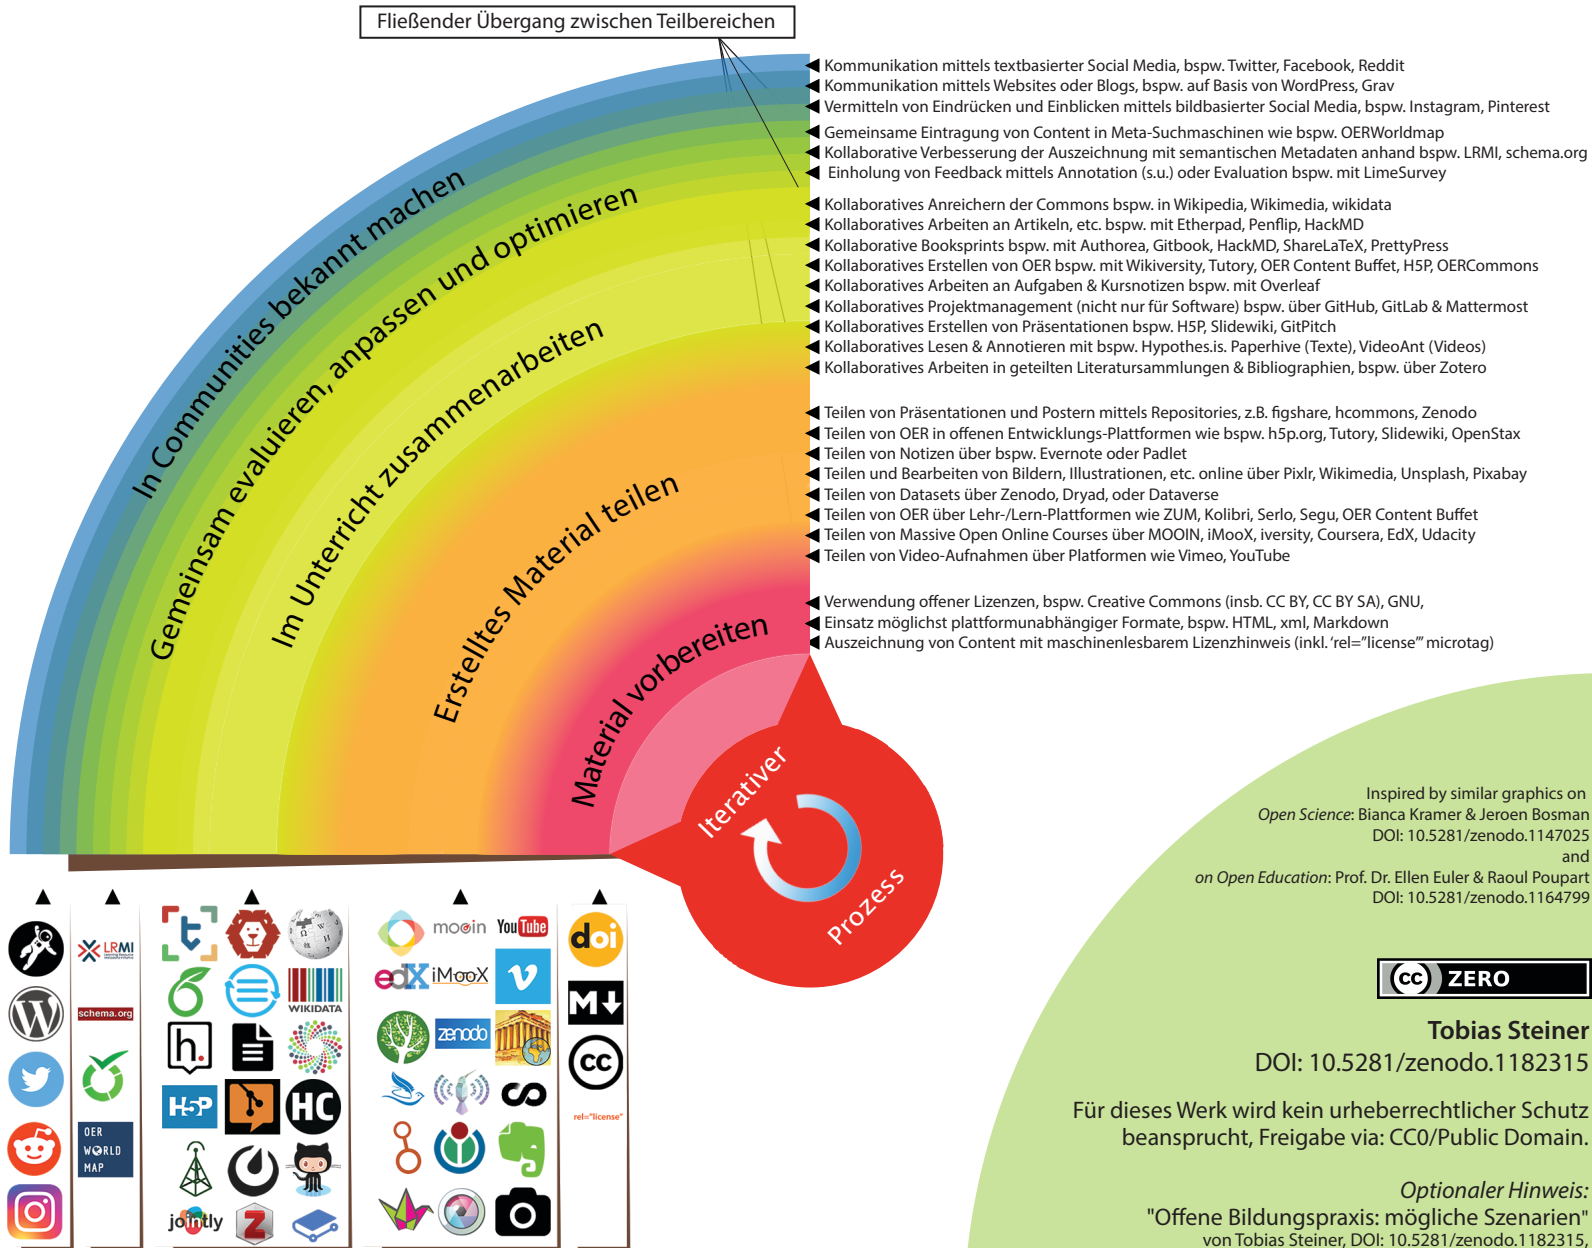 Fließender Übergang zwischen Teilbereichen
Kommunikation mittels textbasierter Social Media, bspw. Twitter, Facebook, Reddit
Kommunikation mittels Websites oder Blogs, bspw. auf Basis von WordPress, Grav
Vermitteln von Eindrücken und Einblicken mittels bildbasierter Social Media, bspw. Instagram, Pinterest
Gemeinsame Eintragung von Content in Meta-Suchmaschinen wie bspw. OERWorldmap
Kollaborative Verbesserung der Auszeichnung mit semantischen Metadaten anhand bspw. LRMI, schema.org
Einholung von Feedback mittels Annotation (s.u.) oder Evaluation bspw. mit LimeSurvey
Kollaboratives Anreichern der Commons bspw. in Wikipedia, Wikimedia, wikidata
Kollaboratives Arbeiten an Artikeln, etc. bspw. mit Etherpad, Penflip, HackMD
Kollaborative Booksprints bspw. mit Authorea, Gitbook, HackMD, ShareLaTeX, PrettyPress
Kollaboratives Erstellen von OER bspw. mit Wikiversity, Tutory, OER Content Buffet, H5P, OERCommons
Kollaboratives Arbeiten an Aufgaben & Kursnotizen bspw. mit Overleaf
Kollaboratives Projektmanagement (nicht nur für Software) bspw. über GitHub, GitLab & Mattermost
Kollaboratives Erstellen von Präsentationen bspw. H5P, Slidewiki, GitPitch
Kollaboratives Lesen & Annotieren mit bspw. Hypothes.is. Paperhive (Texte), VideoAnt (Videos)
Kollaboratives Arbeiten in geteilten Literatursammlungen & Bibliographien, bspw. über Zotero
Teilen von Präsentationen und Postern mittels Repositories, z.B. figshare, hcommons, Zenodo
Teilen von OER in offenen Entwicklungs-Plattformen wie bspw. h5p.org, Tutory, Slidewiki, OpenStax
Teilen von Notizen über bspw. Evernote oder Padlet
Teilen und Bearbeiten von Bildern, Illustrationen, etc. online über Pixlr, Wikimedia, Unsplash, Pixabay
Teilen von Datasets über Zenodo, Dryad, oder Dataverse
Teilen von OER über Lehr-/Lern-Plattformen wie ZUM, Kolibri, Serlo, Segu, OER Content Buffet
Teilen von Massive Open Online Courses über MOOIN, iMooX, iversity, Coursera, EdX, Udacity
Teilen von Video-Aufnahmen über Platformen wie Vimeo, YouTube
Verwendung offener Lizenzen, bspw. Creative Commons (insb. CC BY, CC BY SA), GNU,
Einsatz möglichst plattformunabhängiger Formate, bspw. HTML, xml, Markdown
Auszeichnung von Content mit maschinenlesbarem Lizenzhinweis (inkl. ‘rel=”license”’ microtag)
In Communities bekannt machen
Gemeinsam evaluieren, anpassen und optimieren
Im Unterricht zusammenarbeiten
Erstelltes Material teilen
Material vorbereiten
Iterativer
Prozess
LRMI
schema.org
OER
WORLD
MAP
t
WIKIDATA
h.
H5P
HC
jointly
Z
mooin
YouTube
edX
iMooX
zenodo
doi
M
cc
rel="license"
Inspired by similar graphics on
Open Science: Bianca Kramer & Jeroen Bosman
DOI: 10.5281/zenodo.1147025
and
on Open Education: Prof. Dr. Ellen Euler & Raoul Poupart
DOI: 10.5281/zenodo.1164799
cc ZERO
Tobias Steiner
DOI: 10.5281/zenodo.1182315
Für dieses Werk wird kein urheberrechtlicher Schutz
beansprucht, Freigabe via: CC0/Public Domain.
Optionaler Hinweis:
"Offene Bildungspraxis: mögliche Szenarien"
von Tobias Steiner, DOI: 10.5281/zenodo.1182315,